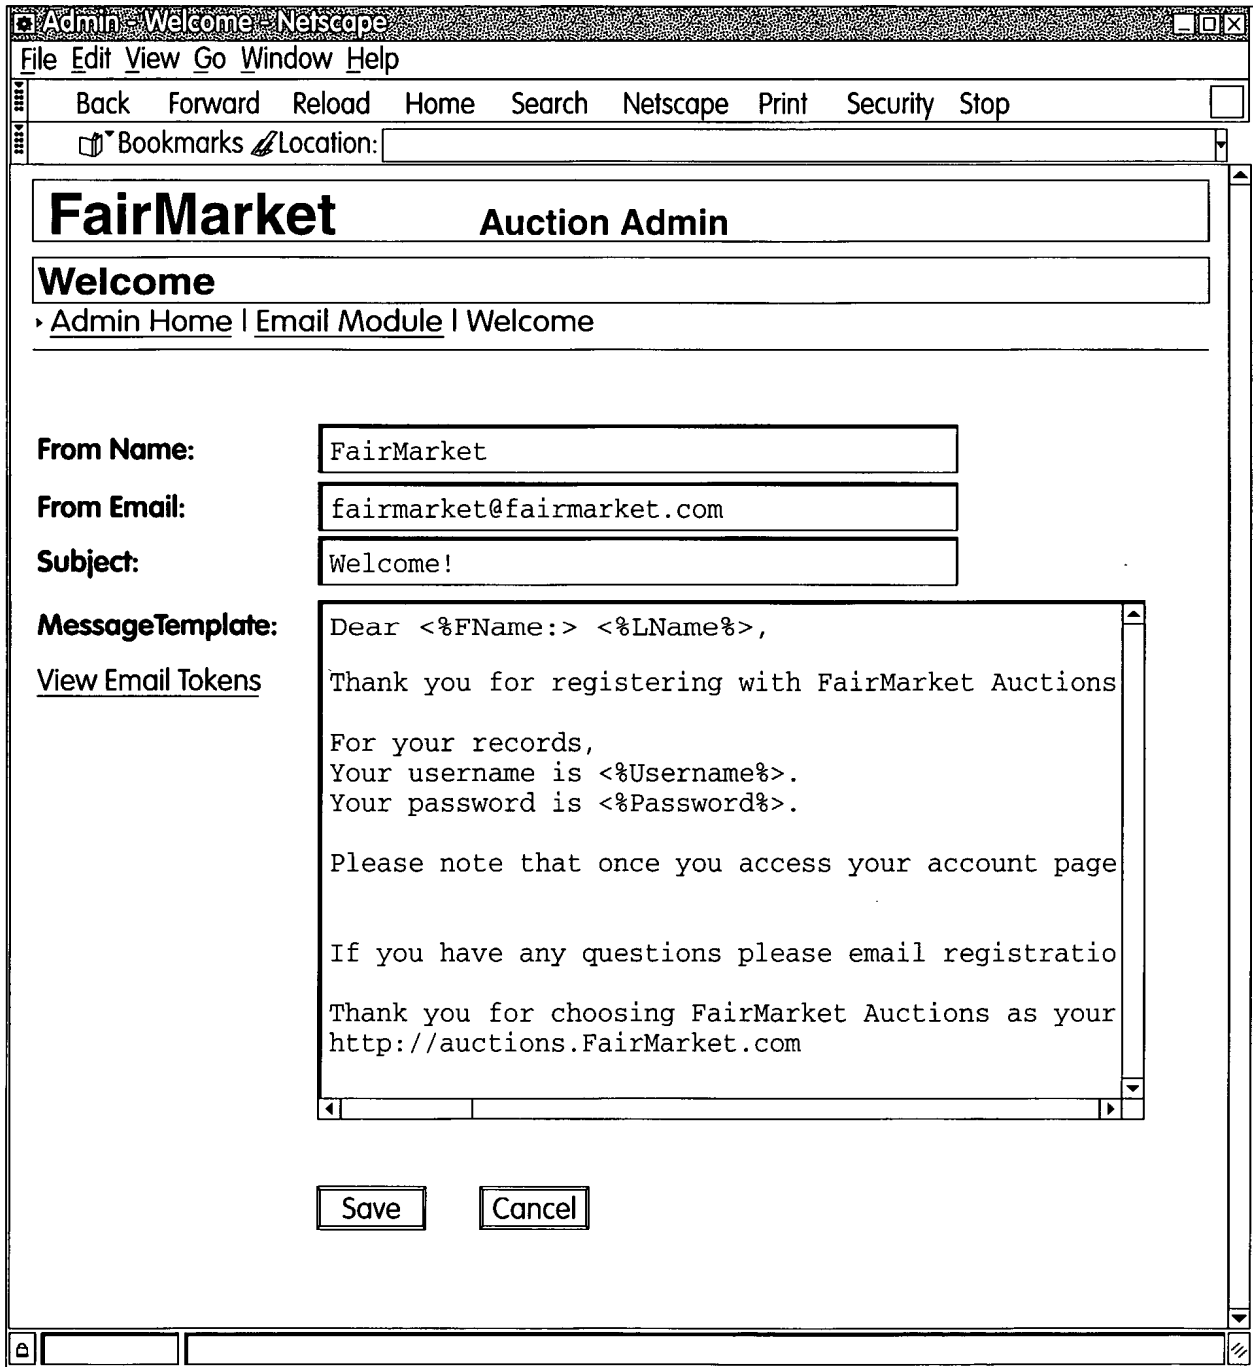 Admin - Welcome - Netscape
File Edit View Go Window Help
Back Forward Reload Home Search Netscape Print Security Stop
Bookmarks Location:
FairMarket Auction Admin
Welcome
Admin Home | Email Module | Welcome
From Name: FairMarket
From Email: fairmarket@fairmarket.com
Subject: Welcome!
MessageTemplate: Dear <%FName:> <%LName%>,
View Email Tokens Thank you for registering with FairMarket Auctions
For your records,
Your username is <%Username%>.
Your password is <%Password%>.
Please note that once you access your account page
If you have any questions please email registratio
Thank you for choosing FairMarket Auctions as your
http://auctions.FairMarket.com
Save Cancel